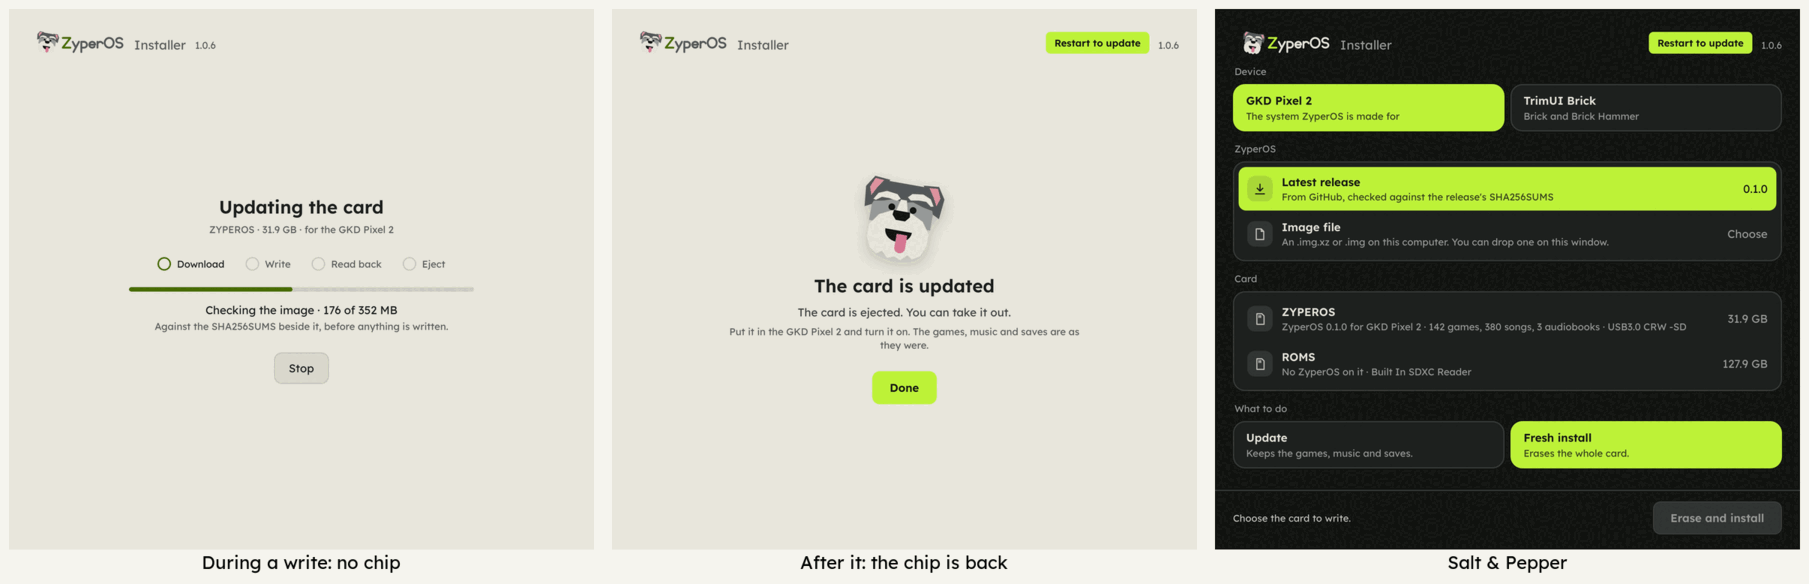 ZyperOS Installer 1.0.6
Updating the card
ZYPEROS · 31.9 GB · for the GKD Pixel 2
Download Write Read back Eject
Checking the image · 176 of 352 MB
Against the SHA256SUMS beside it, before anything is written.
Stop
During a write: no chip
ZyperOS Installer
Restart to update 1.0.6
The card is updated
The card is ejected. You can take it out.
Put it in the GKD Pixel 2 and turn it on. The games, music and saves are as
they were.
Done
After it: the chip is back
ZyperOS Installer
Restart to update 1.0.6
Device
GKD Pixel 2
The system ZyperOS is made for
TrimUI Brick
Brick and Brick Hammer
ZyperOS
Latest release
From GitHub, checked against the release's SHA256SUMS
0.1.0
Image file
An .img.xz or .img on this computer. You can drop one on this window.
Choose
Card
ZYPEROS
ZyperOS 0.1.0 for GKD Pixel 2 · 142 games, 380 songs, 3 audiobooks · USB3.0 CRW -SD
31.9 GB
ROMS
No ZyperOS on it · Built In SDXC Reader
127.9 GB
What to do
Update
Keeps the games, music and saves.
Fresh install
Erases the whole card.
Choose the card to write.
Erase and install
Salt & Pepper